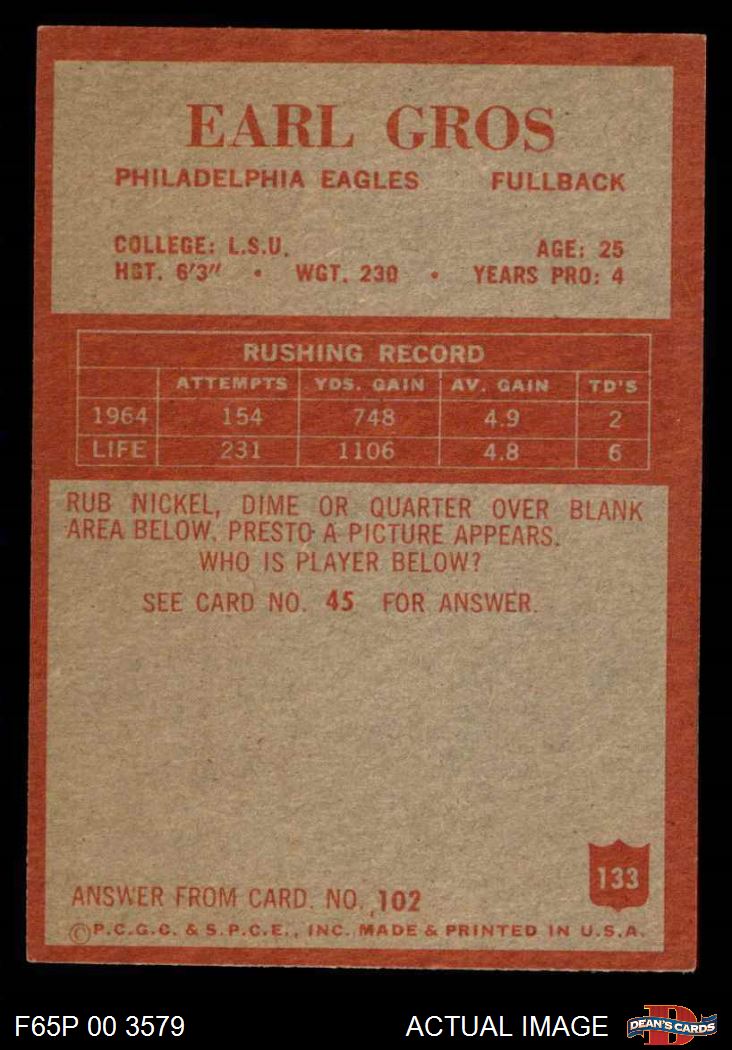 EARL GROS
PHILADELPHIA EAGLES FULLBACK
COLLEGE: L.S.U. AGE: 25
HGT. 6'3" • WGT. 230 • YEARS PRO: 4
RUSHING RECORD
ATTEMPTS YDS. GAIN AV. GAIN TD'S
1964 154 748 4.9 2
LIFE 231 1106 4.8 6
RUB NICKEL, DIME OR QUARTER OVER BLANK
AREA BELOW. PRESTO A PICTURE APPEARS.
WHO IS PLAYER BELOW?
SEE CARD NO. 45 FOR ANSWER.
133
ANSWER FROM CARD. NO. 102
©P.C.G.C. & S.P.C.E., INC. MADE & PRINTED IN U.S.A.
F65P 00 3579 ACTUAL IMAGE D DEAN'S CARDS